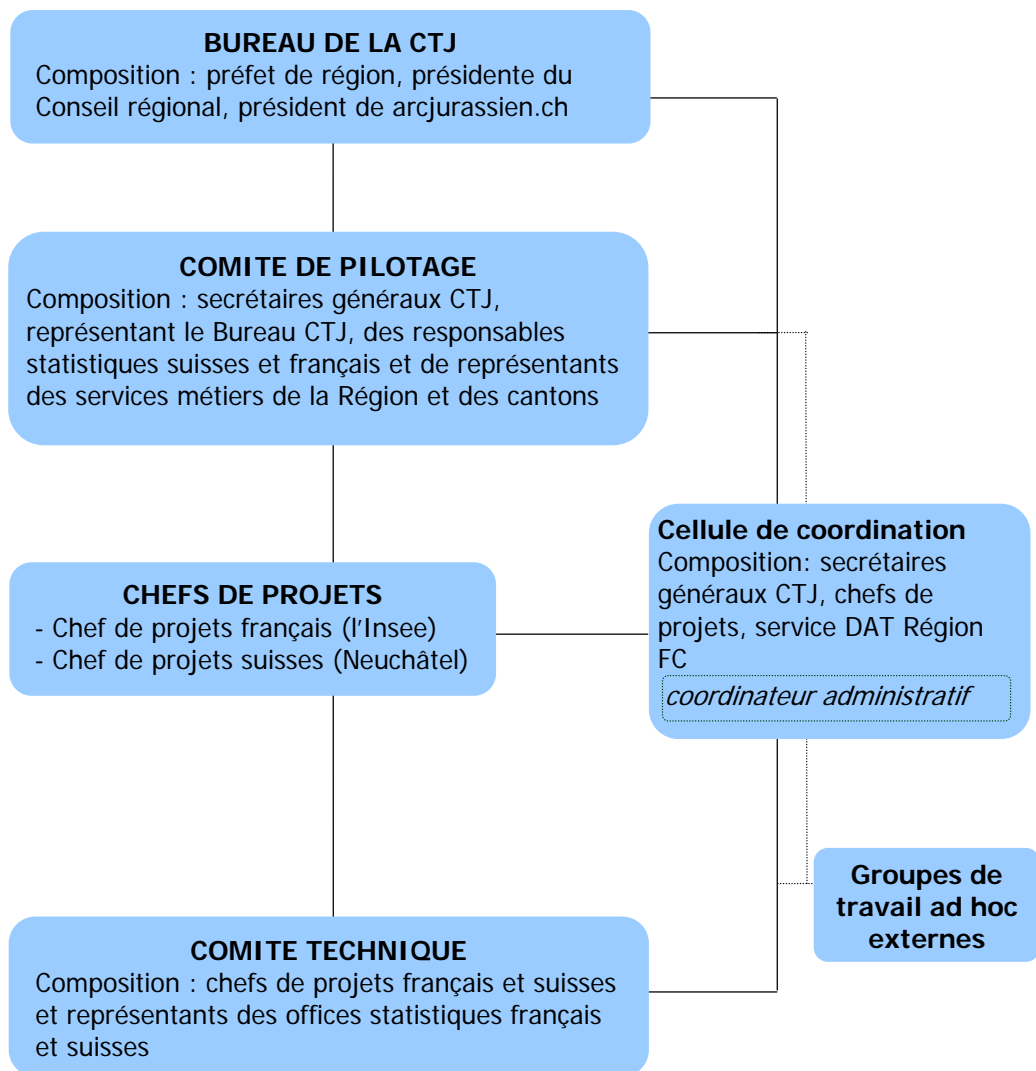 BUREAU DE LA CTJ
Composition : préfet de région, présidente du
Conseil régional, président de arcjurassien.ch
COMITE DE PILOTAGE
Composition : secrétaires généraux CTJ,
représentant le Bureau CTJ, des responsables
statistiques suisses et français et de représentants
des services métiers de la Région et des cantons
Cellule de coordination
Composition: secrétaires
généraux CTJ, chefs de
projets, service DAT Région
FC
coordinateur administratif
CHEFS DE PROJETS
- Chef de projets français (l'Insee)
- Chef de projets suisses (Neuchâtel)
Groupes de
travail ad hoc
externes
COMITE TECHNIQUE
Composition : chefs de projets français et suisses
et représentants des offices statistiques français
et suisses